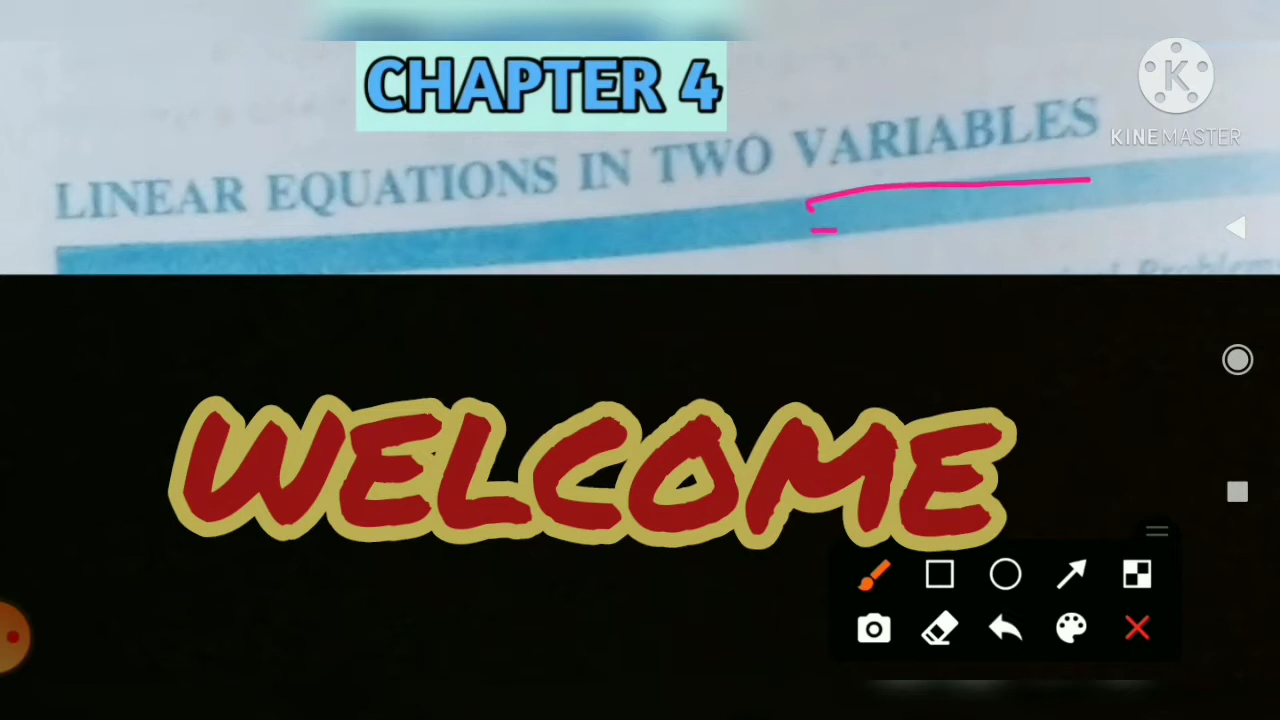 CHAPTER 4
K
KINEMASTER
LINEAR EQUATIONS IN TWO VARIABLES
WELCOME